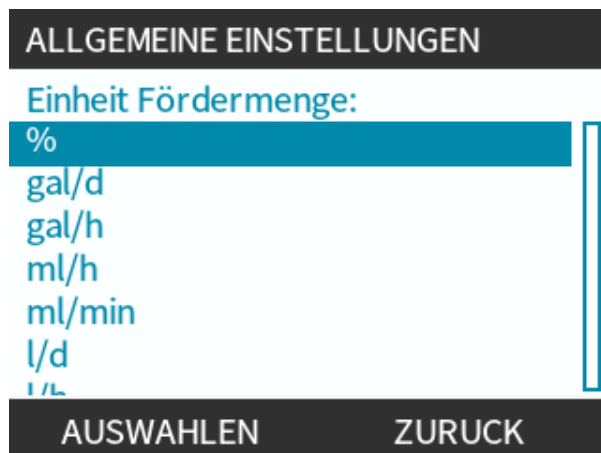 ALLGEMEINE EINSTELLUNGEN
Einheit Fördermenge:
%
gal/d
gal/h
ml/h
ml/min
l/d
l/h
AUSWAHLEN ZURUCK